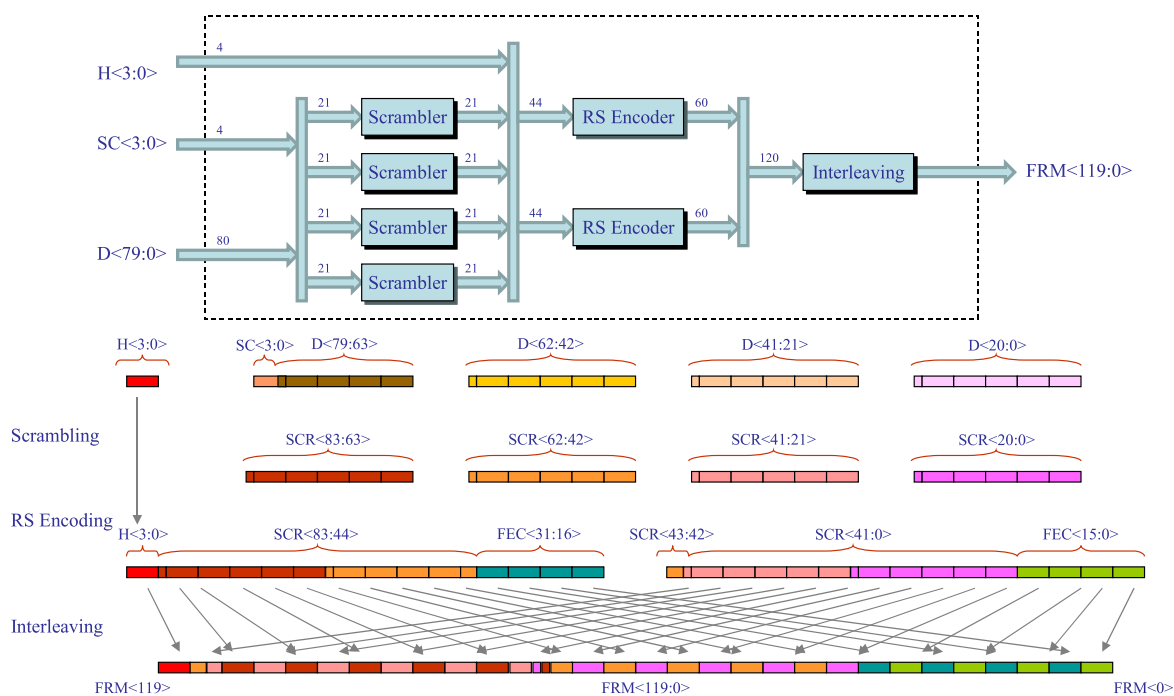 4
H<3:0>
21 21 44 60
Scrambler RS Encoder
4
SC<3:0>
21 21 120
Scrambler Interleaving FRM<119:0>
21 21 44 60
Scrambler RS Encoder
80
D<79:0>
21 21
Scrambler
H<3:0> SC<3:0> D<79:63> D<62:42> D<41:21> D<20:0>
Scrambling
SCR<83:63> SCR<62:42> SCR<41:21> SCR<20:0>
RS Encoding
H<3:0> SCR<83:44> FEC<31:16> SCR<43:42> SCR<41:0> FEC<15:0>
Interleaving
FRM<119> FRM<119:0> FRM<0>